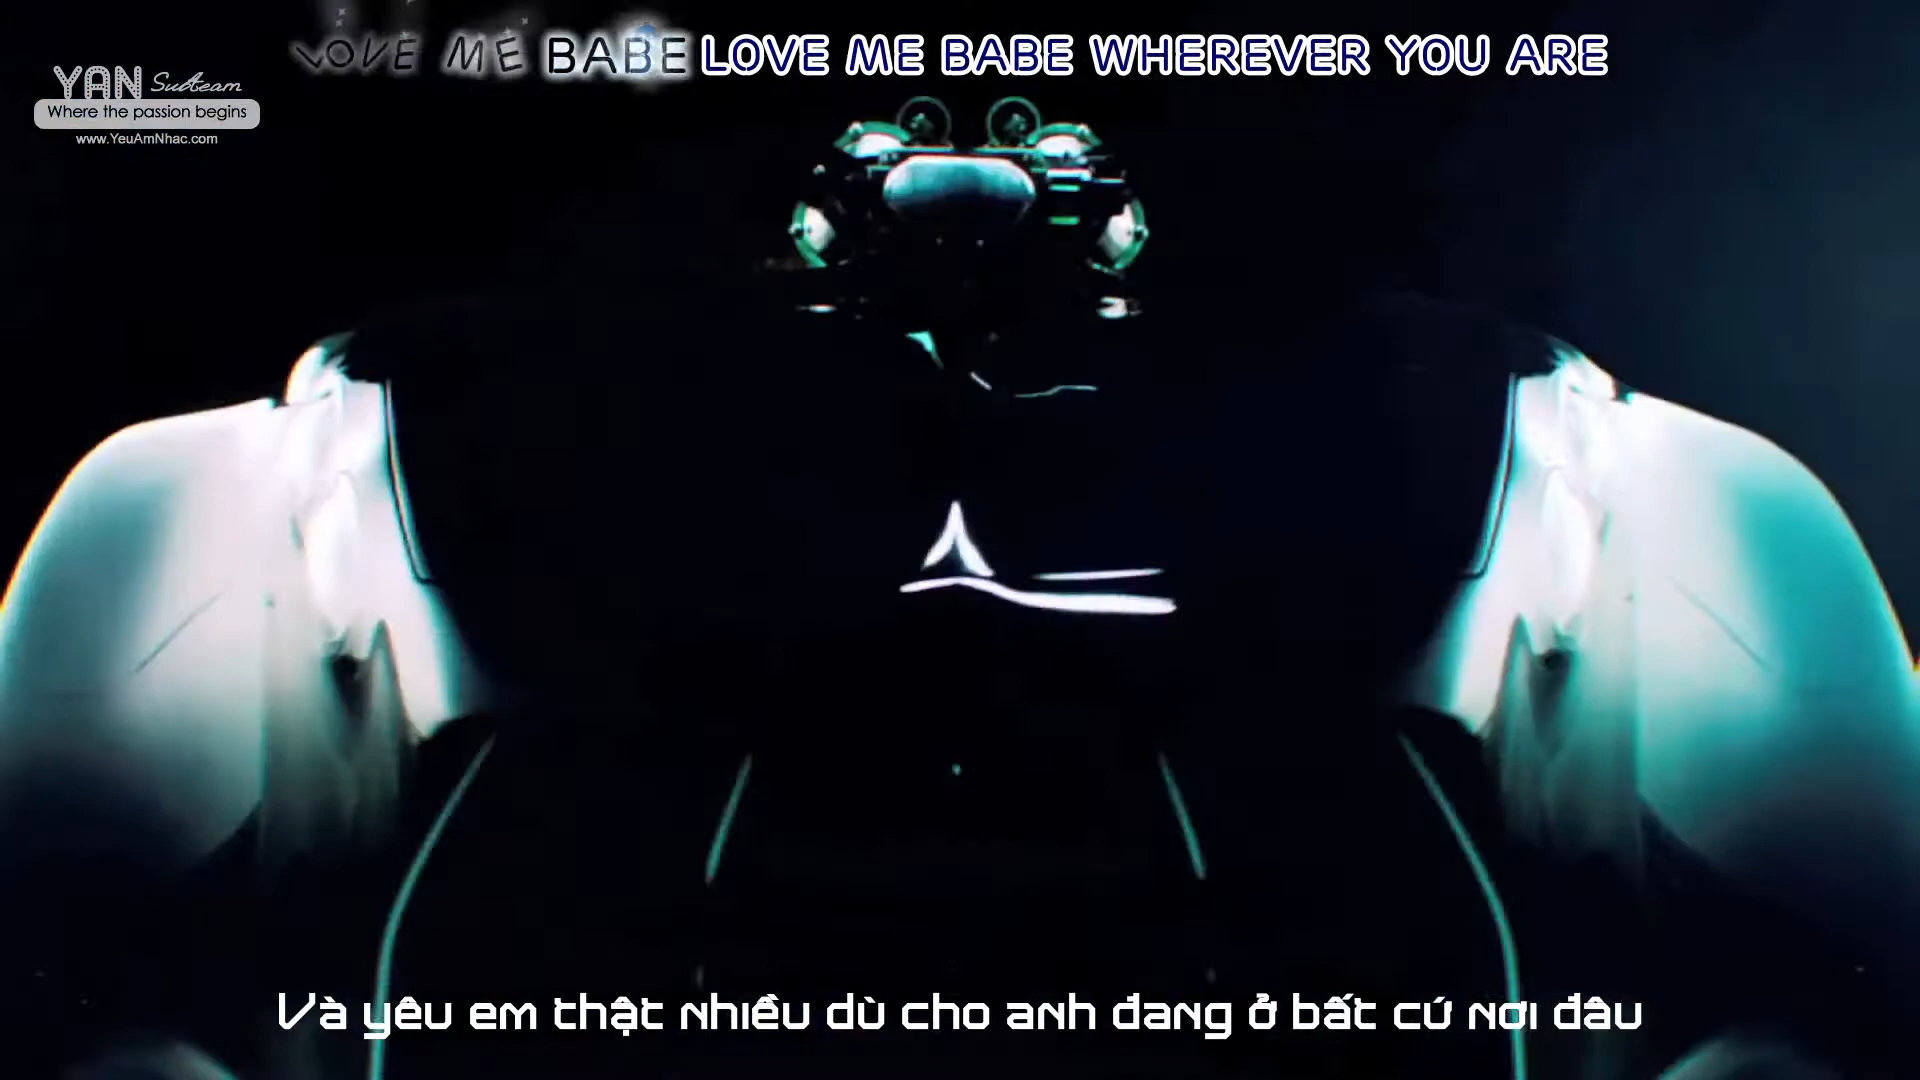 LOVE ME BABE LOVE ME BABE WHEREVER YOU ARE
YAN Subteam
Where the passion begins
www.YeuAmNhac.com
Và yêu em thật nhiều dù cho anh đang ở bất cứ nơi đâu